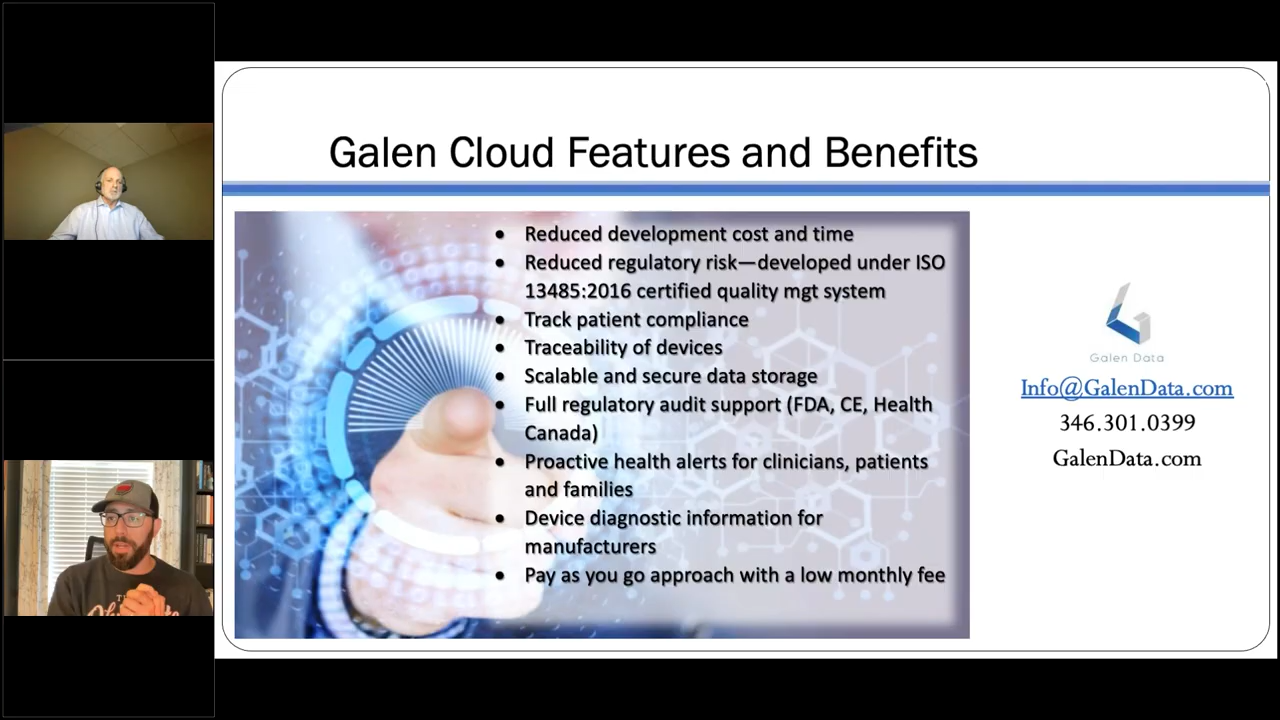 Galen Cloud Features and Benefits
• Reduced development cost and time
• Reduced regulatory risk—developed under ISO
13485:2016 certified quality mgt system
• Track patient compliance
• Traceability of devices
• Scalable and secure data storage
• Full regulatory audit support (FDA, CE, Health
Canada)
• Proactive health alerts for clinicians, patients
and families
• Device diagnostic information for
manufacturers
• Pay as you go approach with a low monthly fee
Galen Data
Info@GalenData.com
346.301.0399
GalenData.com